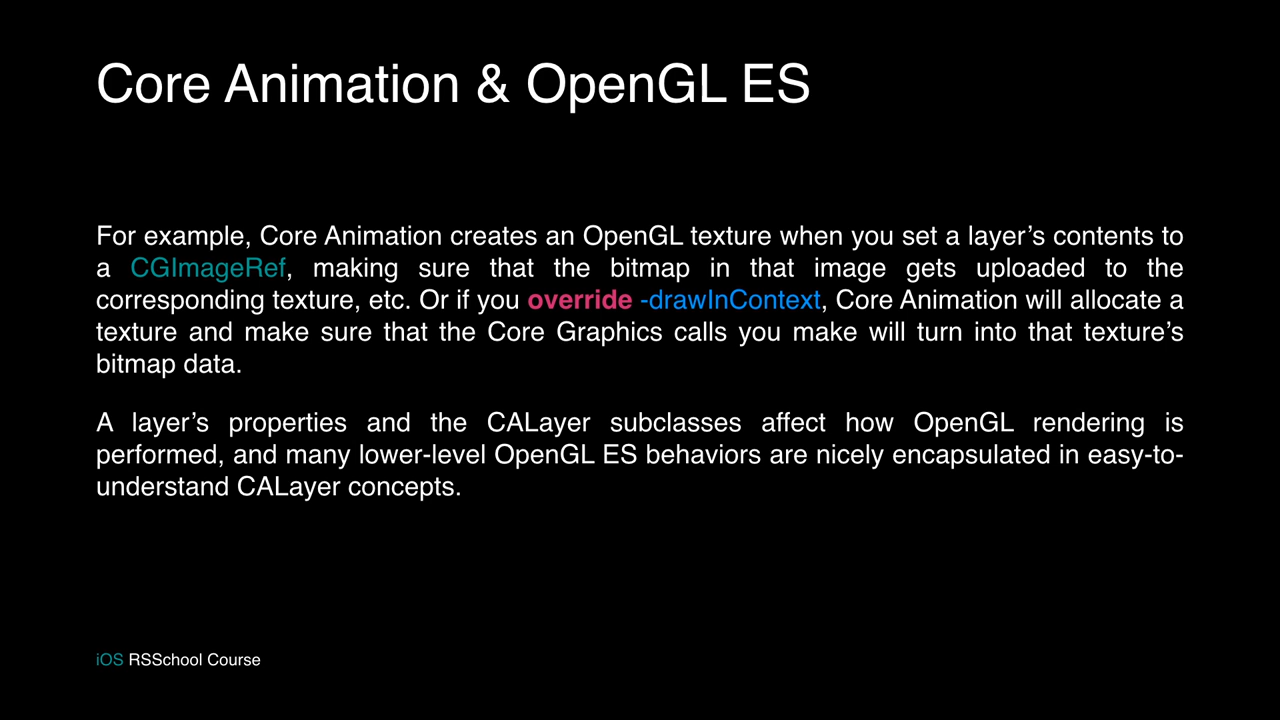 Core Animation & OpenGL ES
For example, Core Animation creates an OpenGL texture when you set a layer’s contents to
a CGImageRef, making sure that the bitmap in that image gets uploaded to the
corresponding texture, etc. Or if you override -drawInContext, Core Animation will allocate a
texture and make sure that the Core Graphics calls you make will turn into that texture’s
bitmap data.
A layer’s properties and the CALayer subclasses affect how OpenGL rendering is
performed, and many lower-level OpenGL ES behaviors are nicely encapsulated in easy-to-
understand CALayer concepts.
iOS RSSchool Course